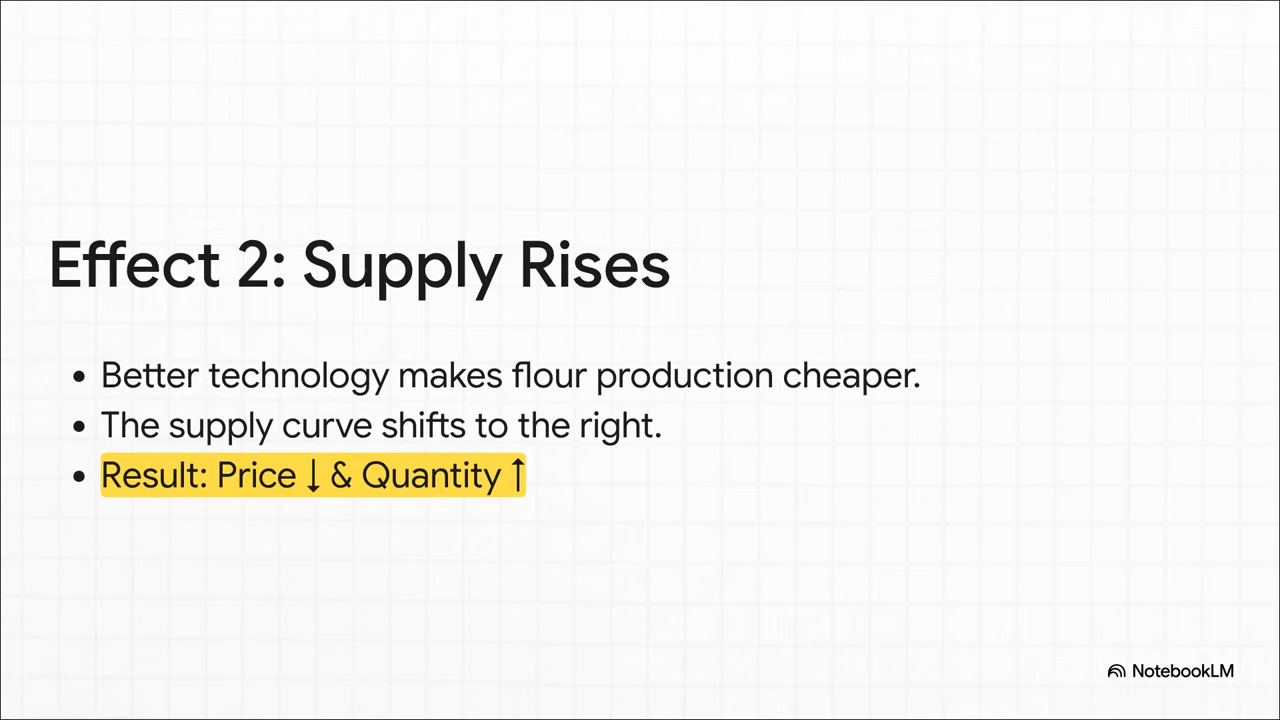 Effect 2: Supply Rises
• Better technology makes flour production cheaper.
• The supply curve shifts to the right.
• Result: Price ↓ & Quantity ↑
NotebookLM